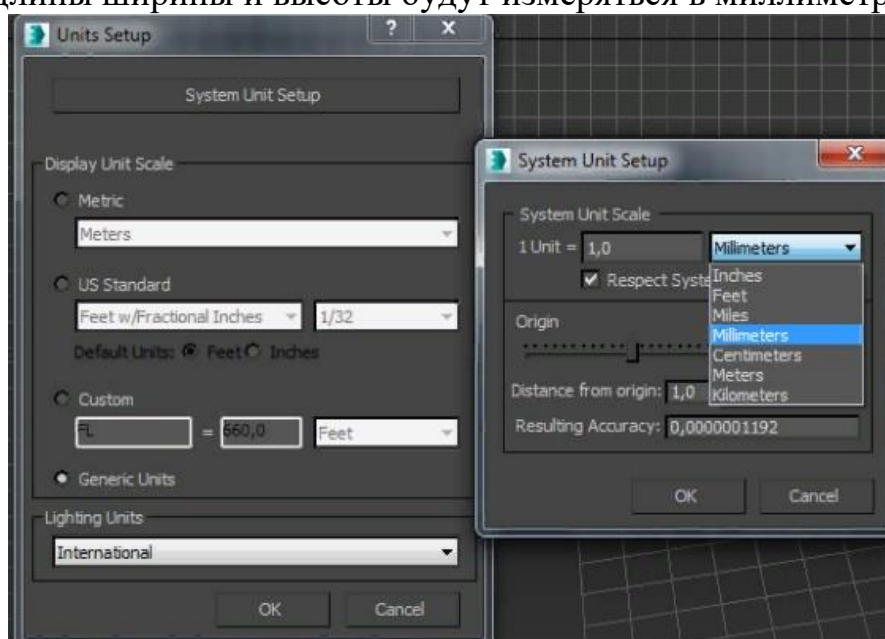 длины ширины и высоты будут измеряться в миллиметр
Units Setup
? x
System Unit Setup
Display Unit Scale
Metric
Meters
US Standard
Feet w/Fractional Inches 1/32
Default Units: Feet Inches
Custom
FL = 660,0 Feet
Generic Units
Lighting Units
International
OK Cancel
System Unit Setup
x
System Unit Scale
1 Unit = 1,0 Millimeters
Respect Syste
Inches
Feet
Miles
Millimeters
Centimeters
Meters
Kilometers
Origin
Distance from origin: 1,0
Resulting Accuracy: 0,0000001192
OK Cancel